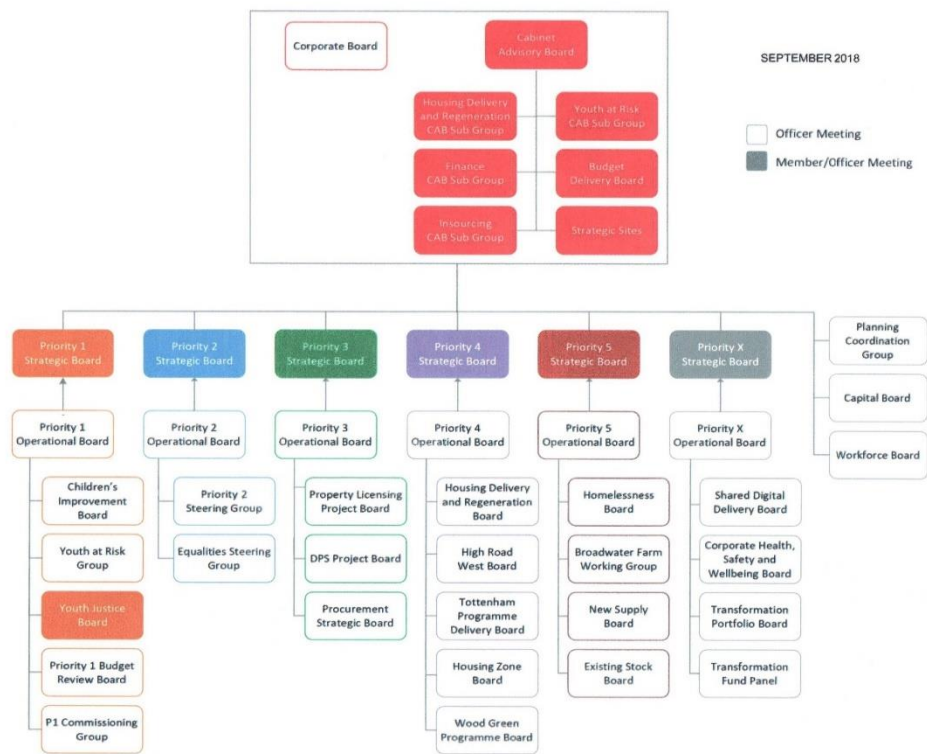 Corporate Board
Cabinet
Advisory Board
SEPTEMBER 2018
Housing Delivery
and Regeneration
CAB Sub Group
Youth at Risk
CAB Sub Group
Officer Meeting
Member/Officer Meeting
Finance
CAB Sub Group
Budget
Delivery Board
Insourcing
CAB Sub Group
Strategic Sites
Priority 1
Strategic Board
Priority 2
Strategic Board
Priority 3
Strategic Board
Priority 4
Strategic Board
Priority 5
Strategic Board
Priority X
Strategic Board
Planning
Coordination
Group
Capital Board
Workforce Board
Priority 1
Operational Board
Priority 2
Operational Board
Priority 3
Operational Board
Priority 4
Operational Board
Priority 5
Operational Board
Priority X
Operational Board
Children's
Improvement
Board
Youth at Risk
Group
Youth Justice
Board
Priority 1 Budget
Review Board
P1 Commissioning
Group
Priority 2
Steering Group
Equalities Steering
Group
Property Licensing
Project Board
DPS Project Board
Procurement
Strategic Board
Housing Delivery
and Regeneration
Board
High Road
West Board
Tottenham
Programme
Delivery Board
Housing Zone
Board
Wood Green
Programme Board
Homelessness
Board
Broadwater Farm
Working Group
New Supply
Board
Existing Stock
Board
Shared Digital
Delivery Board
Corporate Health,
Safety and
Wellbeing Board
Transformation
Portfolio Board
Transformation
Fund Panel